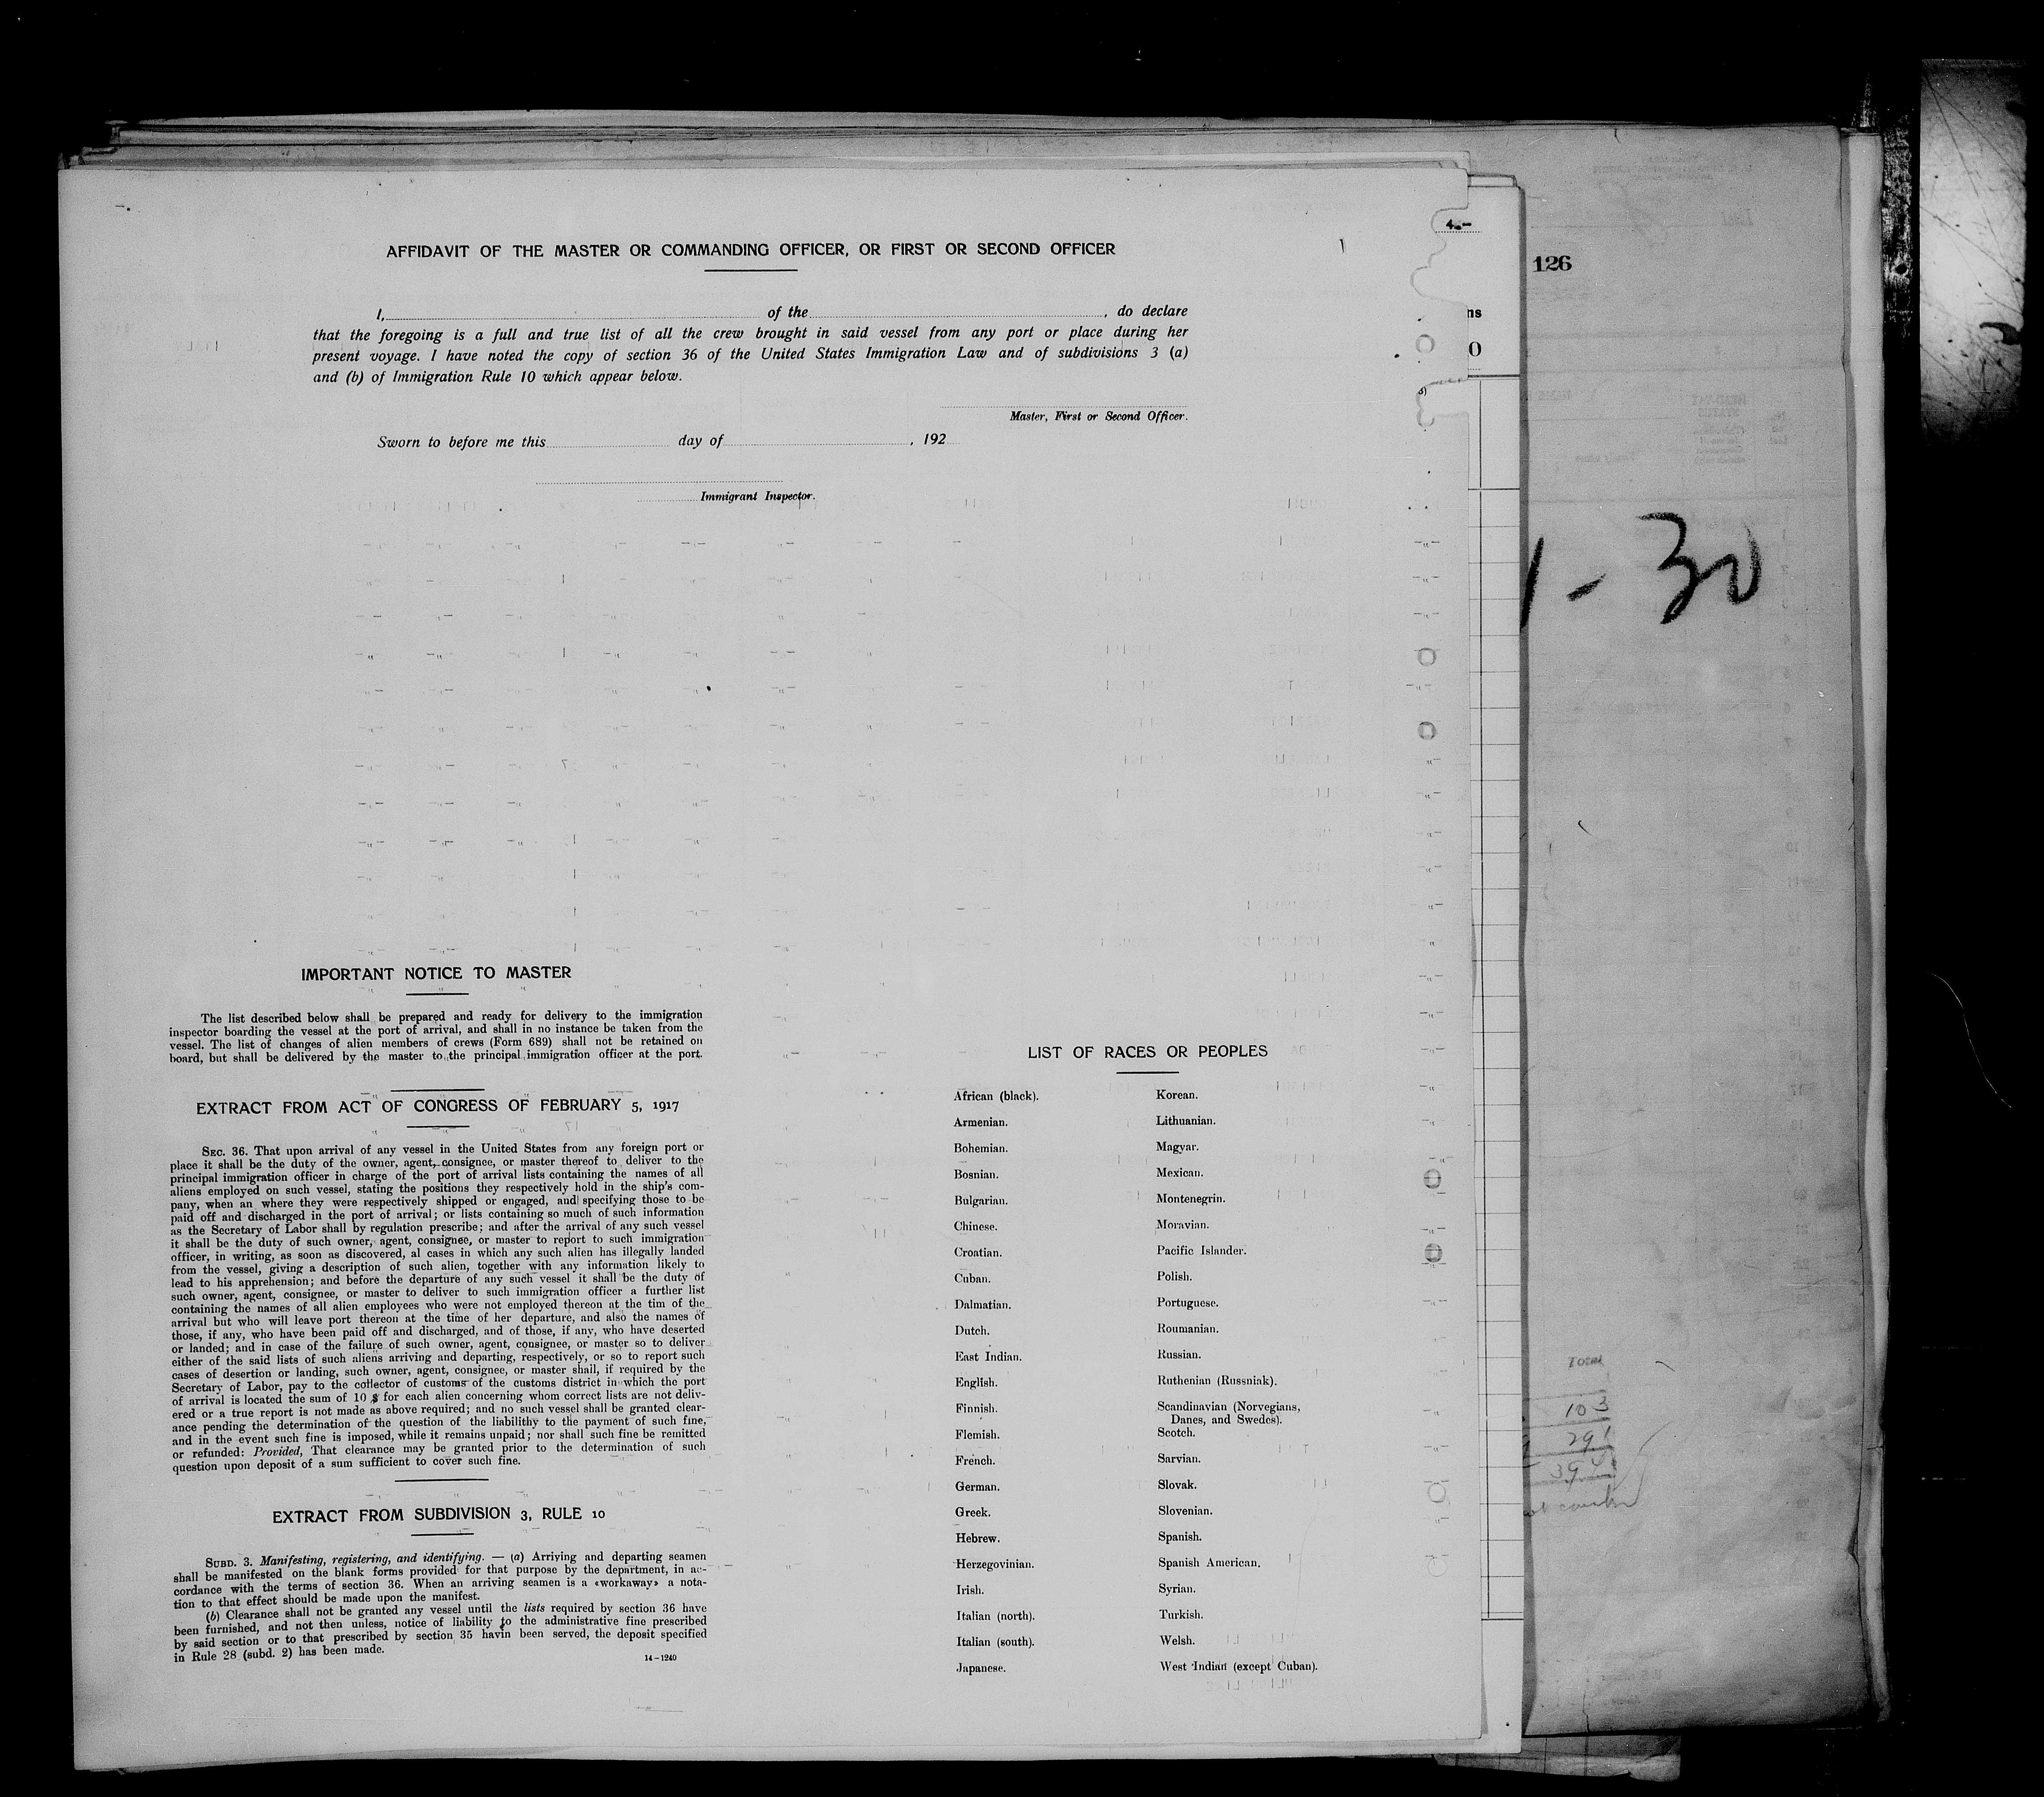 AFFIDAVIT OF THE MASTER OR COMMANDING OFFICER, OR FIRST OR SECOND OFFICER
I, of the , do declare
that the foregoing is a full and true list of all the crew brought in said vessel from any port or place during her
present voyage. I have noted the copy of section 36 of the United States Immigration Law and of subdivisions 3 (a)
and (b) of Immigration Rule 10 which appear below.
Master, First or Second Officer.
Sworn to before me this day of , 192
Immigrant Inspector.
IMPORTANT NOTICE TO MASTER
The list described below shall be prepared and ready for delivery to the immigration
inspector boarding the vessel at the port of arrival, and shall in no instance be taken from the
vessel. The list of changes of alien members of crews (Form 689) shall not be retained on
board, but shall be delivered by the master to the principal immigration officer at the port.
EXTRACT FROM ACT OF CONGRESS OF FEBRUARY 5, 1917
SEC. 36. That upon arrival of any vessel in the United States from any foreign port or
place it shall be the duty of the owner, agent, consignee, or master thereof to deliver to the
principal immigration officer in charge of the port of arrival lists containing the names of all
aliens employed on such vessel, stating the positions they respectively hold in the ship's com-
pany, when an where they were respectively shipped or engaged, and specifying those to be
paid off and discharged in the port of arrival; or lists containing so much of such information
as the Secretary of Labor shall by regulation prescribe; and after the arrival of any such vessel
it shall be the duty of such owner, agent, consignee, or master to report to such immigration
officer, in writing, as soon as discovered, al cases in which any such alien has illegally landed
from the vessel, giving a description of such alien, together with any information likely to
lead to his apprehension; and before the departure of any such vessel it shall be the duty of
such owner, agent, consignee, or master to deliver to such immigration officer a further list
containing the names of all alien employees who were not employed thereon at the tim of the
arrival but who will leave port thereon at the time of her departure, and also the names of
those, if any, who have been paid off and discharged, and of those, if any, who have deserted
or landed; and in case of the failure of such owner, agent, consignee, or master so to deliver
either of the said lists of such aliens arriving and departing, respectively, or so to report such
cases of desertion or landing, such owner, agent, consignee, or master shall, if required by the
Secretary of Labor, pay to the collector of customs of the customs district in which the port
of arrival is located the sum of 10 $ for each alien concerning whom correct lists are not deliv-
ered or a true report is not made as above required; and no such vessel shall be granted clear-
ance pending the determination of the question of the liabilithy to the payment of such fine,
and in the event such fine is imposed, while it remains unpaid; nor shall such fine be remitted
or refunded: Provided, That clearance may be granted prior to the determination of such
question upon deposit of a sum sufficient to cover such fine.
EXTRACT FROM SUBDIVISION 3, RULE 10
SUBD. 3. Manifesting, registering, and identifying. — (a) Arriving and departing seamen
shall be manifested on the blank forms provided for that purpose by the department, in ac-
cordance with the terms of section 36. When an arriving seamen is a «workaway» a nota-
tion to that effect should be made upon the manifest.
(b) Clearance shall not be granted any vessel until the lists required by section 36 have
been furnished, and not then unless, notice of liability to the administrative fine prescribed
by said section or to that prescribed by section 35 havin been served, the deposit specified
in Rule 28 (subd. 2) has been made.
14-1240
LIST OF RACES OR PEOPLES
African (black).
Armenian.
Bohemian.
Bosnian.
Bulgarian.
Chinese.
Croatian.
Cuban.
Dalmatian.
Dutch.
East Indian.
English.
Finnish.
Flemish.
French.
German.
Greek.
Hebrew.
Herzegovinian.
Irish.
Italian (north).
Italian (south).
Japanese.
Korean.
Lithuanian.
Magyar.
Mexican.
Montenegrin.
Moravian.
Pacific Islander.
Polish.
Portuguese.
Roumanian.
Russian.
Ruthenian (Russniak).
Scandinavian (Norvegians,
Danes, and Swedes).
Scotch.
Sarvian.
Slovak.
Slovenian.
Spanish.
Spanish American.
Syrian.
Turkish.
Welsh.
West Indian (except Cuban).
126
ns
0
1 - 30
Total
103
291
394